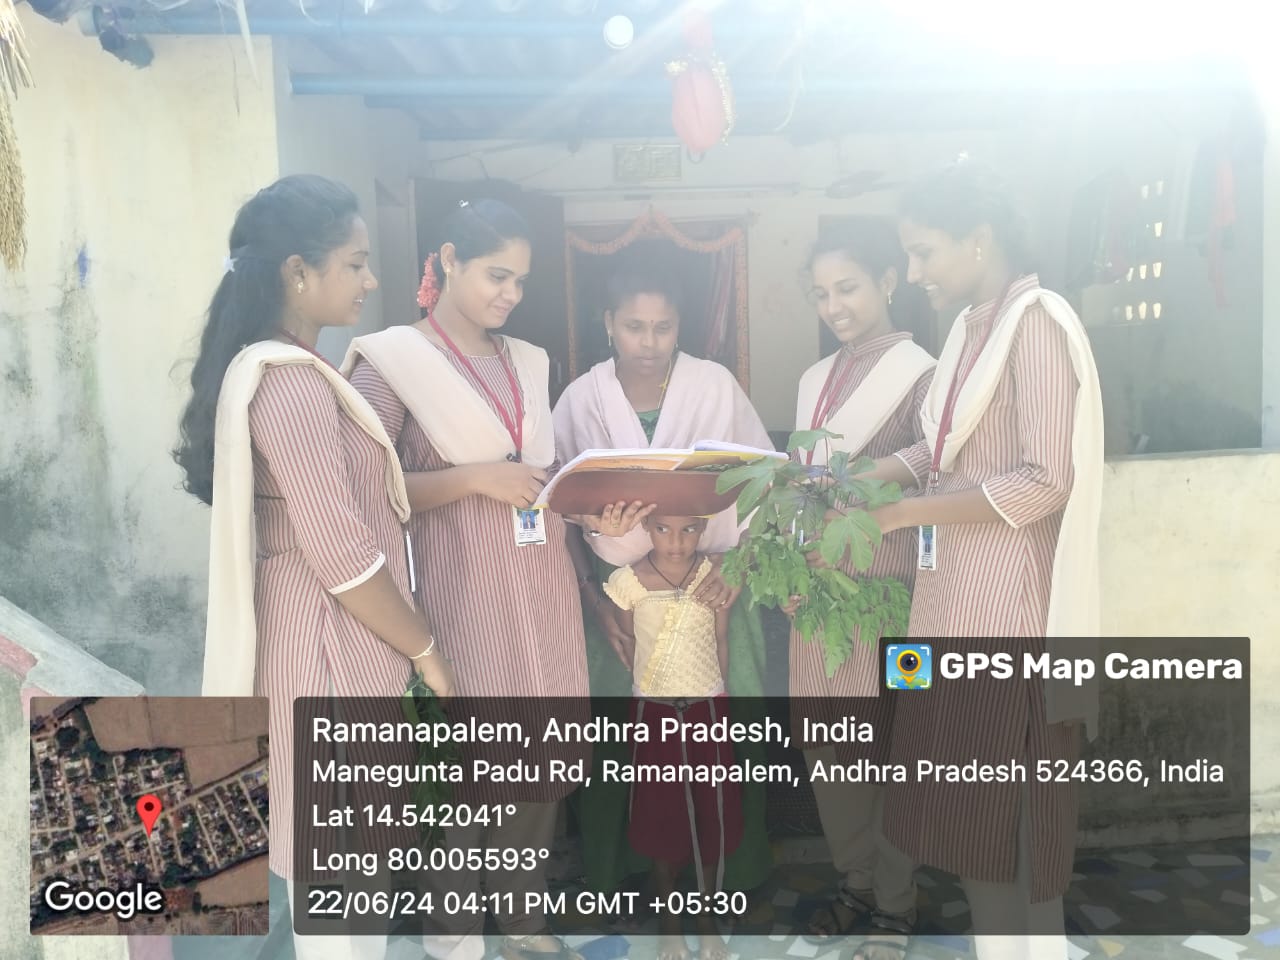 GPS Map Camera
Ramanapalem, Andhra Pradesh, India
Manegunta Padu Rd, Ramanapalem, Andhra Pradesh 524366, India
Lat 14.542041°
Long 80.005593°
22/06/24 04:11 PM GMT +05:30
Google